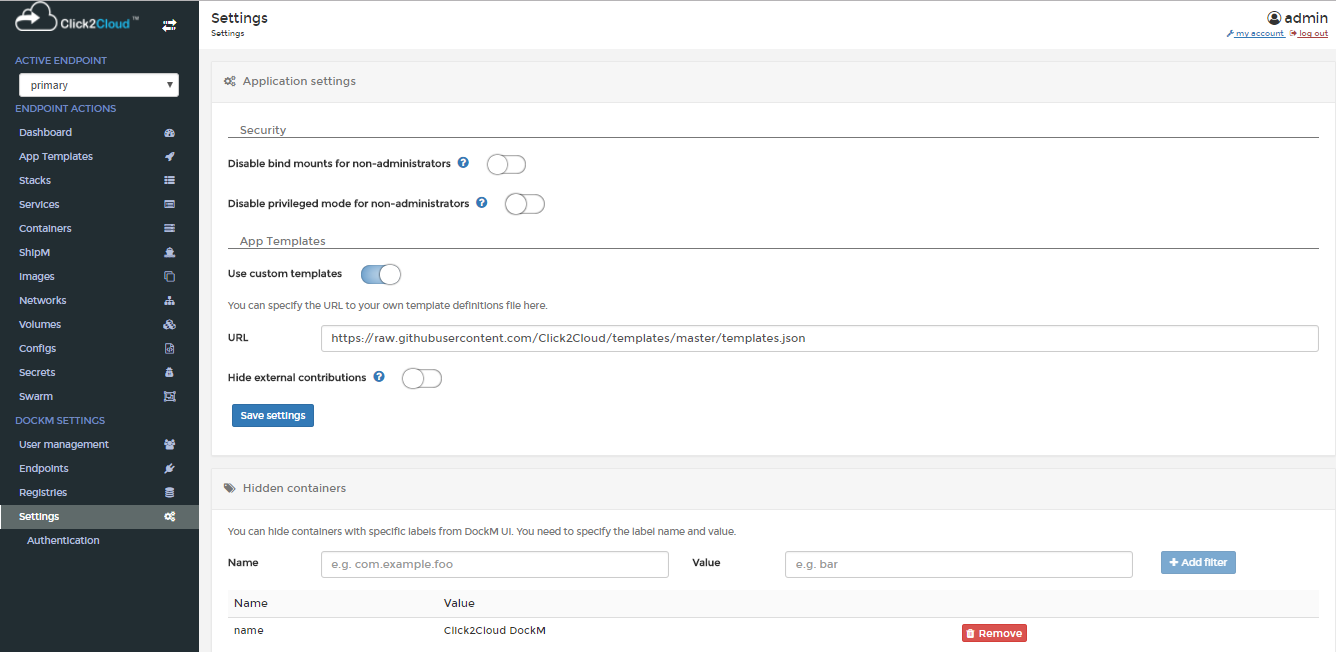 Click2Cloud™
ACTIVE ENDPOINT
primary
ENDPOINT ACTIONS
Dashboard
App Templates
Stacks
Services
Containers
ShipM
Images
Networks
Volumes
Configs
Secrets
Swarm
DOCKM SETTINGS
User management
Endpoints
Registries
Settings
Authentication
Settings
Settings
admin
my account log out
Application settings
Security
Disable bind mounts for non-administrators ?
Disable privileged mode for non-administrators ?
App Templates
Use custom templates
You can specify the URL to your own template definitions file here.
URL https://raw.githubusercontent.com/Click2Cloud/templates/master/templates.json
Hide external contributions ?
Save settings
Hidden containers
You can hide containers with specific labels from DockM UI. You need to specify the label name and value.
Name e.g. com.example.foo Value e.g. bar + Add filter
Name Value
name Click2Cloud DockM Remove